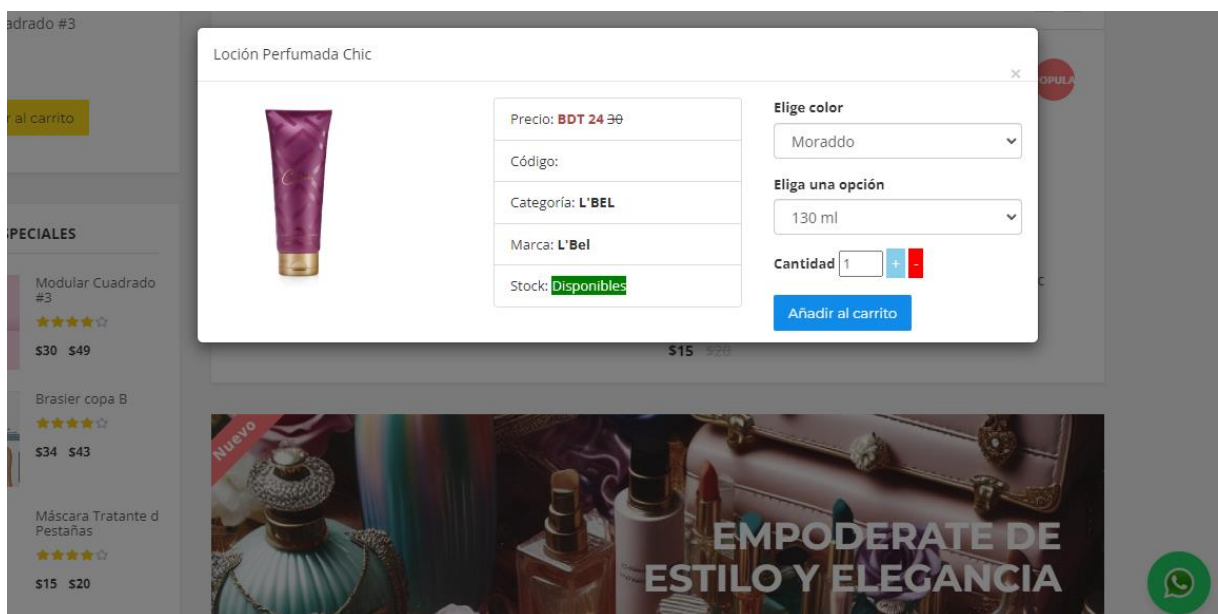 adrado #3
r al carrito
PECIALES
Modular Cuadrado
#3
$30 $49
Brasier copa B
$34 $43
Máscara Tratante d
Pestañas
$15 $20
Loción Perfumada Chic
×
OPULA
Precio: BDT 24 30
Código:
Categoría: L'BEL
Marca: L'Bel
Stock: Disponibles
Elige color
Moraddo
Eliga una opción
130 ml
Cantidad 1 + -
Añadir al carrito
c
$15 $20
Nuevo
EMPODERATE DE
ESTILO Y ELEGANCIA